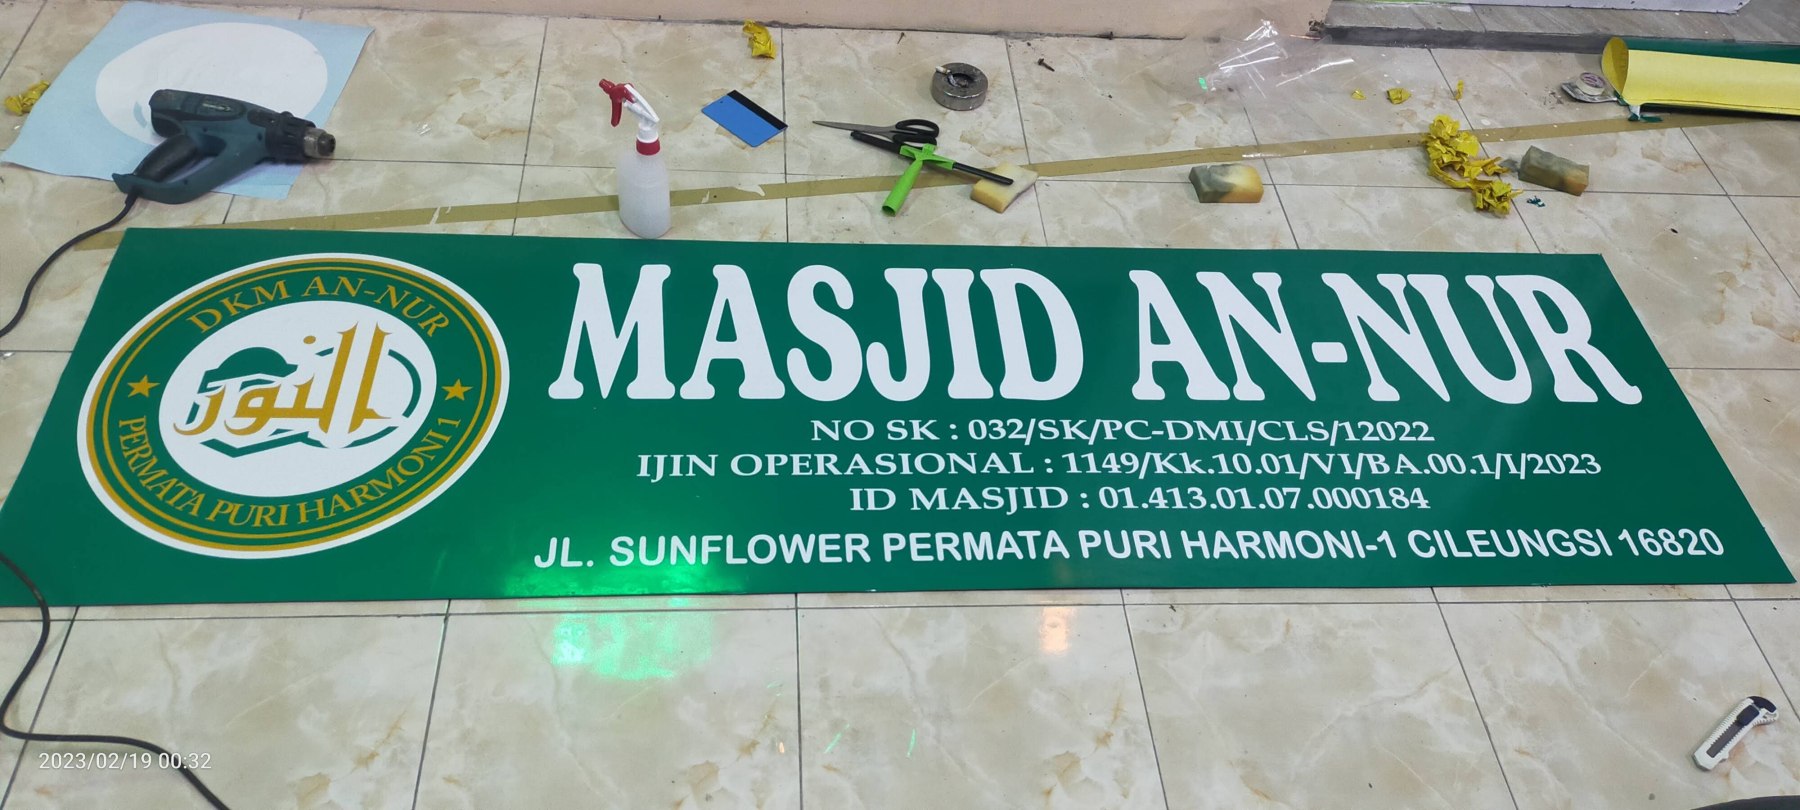 DKM AN-NUR
النور
PERMATA PURI HARMONI 1
MASJID AN-NUR
NO SK : 032/SK/PC-DMI/CLS/12022
IJIN OPERASIONAL : 1149/Kk.10.01/VI/BA.00.1/I/2023
ID MASJID : 01.413.01.07.000184
JL. SUNFLOWER PERMATA PURI HARMONI-1 CILEUNGSI 16820
2023/02/19 00:32